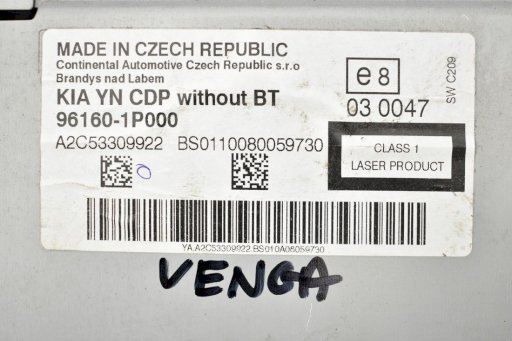 MADE IN CZECH REPUBLIC
Continental Automotive Czech Republic s.r.o
Brandys nad Labem
KIA YN CDP without BT
96160-1P000
A2C53309922 BS0110080059730
e8
03 0047
SW C209
CLASS 1
LASER PRODUCT
YA.A2C53309922.BS010A06059730
VENGA